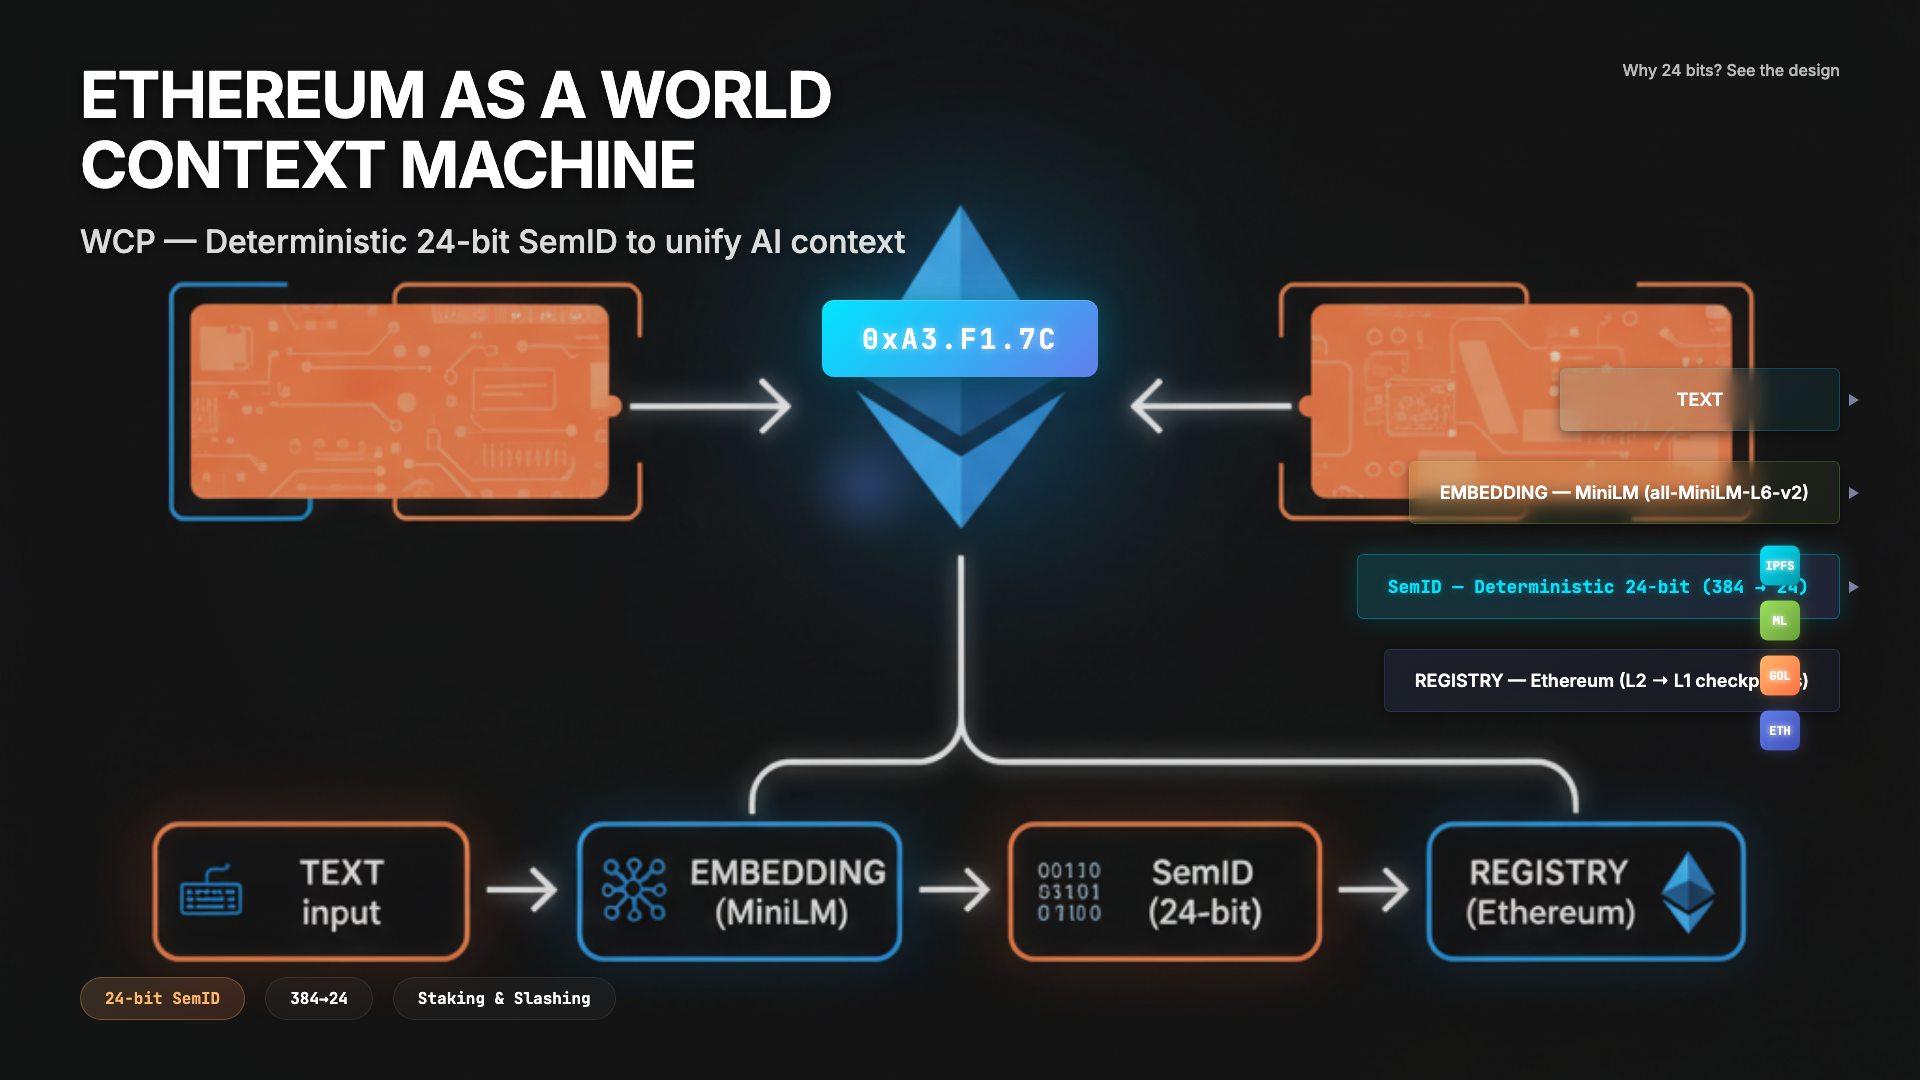 ETHEREUM AS A WORLD
CONTEXT MACHINE
Why 24 bits? See the design
WCP — Deterministic 24-bit SemID to unify AI context
0xA3.F1.7C
TEXT
EMBEDDING — MiniLM (all-MiniLM-L6-v2)
SemID — Deterministic 24-bit (384 → 24)
IPFS
ML
REGISTRY — Ethereum (L2 → L1
GOL
ETH
TEXT
input
EMBEDDING
(MiniLM)
00110
03101
01100
SemID
(24-bit)
REGISTRY
(Ethereum)
24-bit SemID
384→24
Staking & Slashing